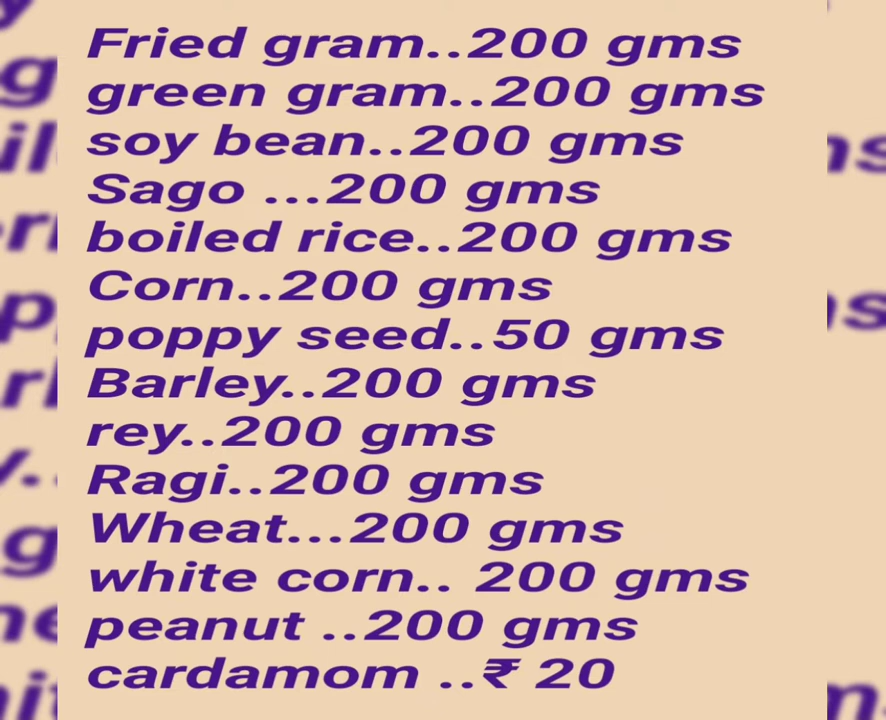 Fried gram..200 gms
green gram..200 gms
soy bean..200 gms
Sago ...200 gms
boiled rice..200 gms
Corn..200 gms
poppy seed..50 gms
Barley..200 gms
rey..200 gms
Ragi..200 gms
Wheat...200 gms
white corn.. 200 gms
peanut ..200 gms
cardamom ..₹ 20